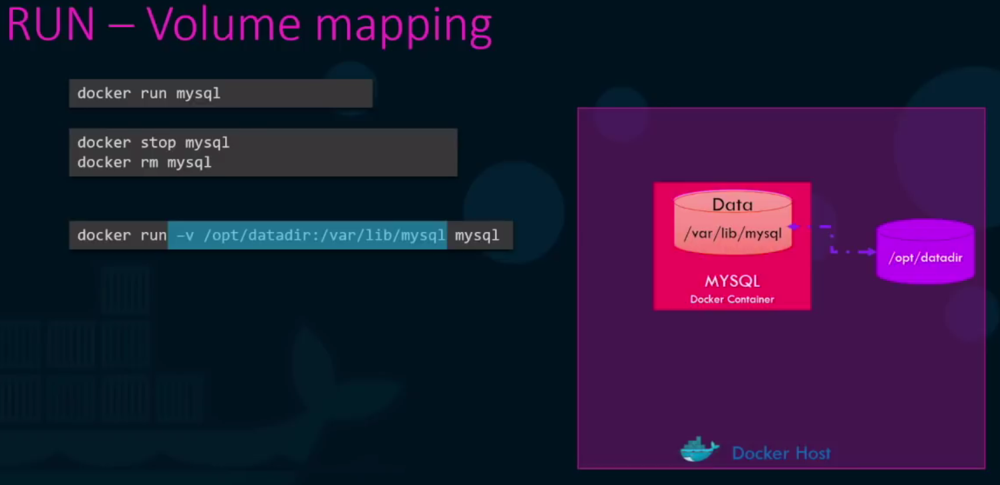 RUN – Volume mapping
docker run mysql
docker stop mysql
docker rm mysql
docker run –v /opt/datadir:/var/lib/mysql mysql
Data
/var/lib/mysql
MYSQL
Docker Container
/opt/datadir
Docker Host